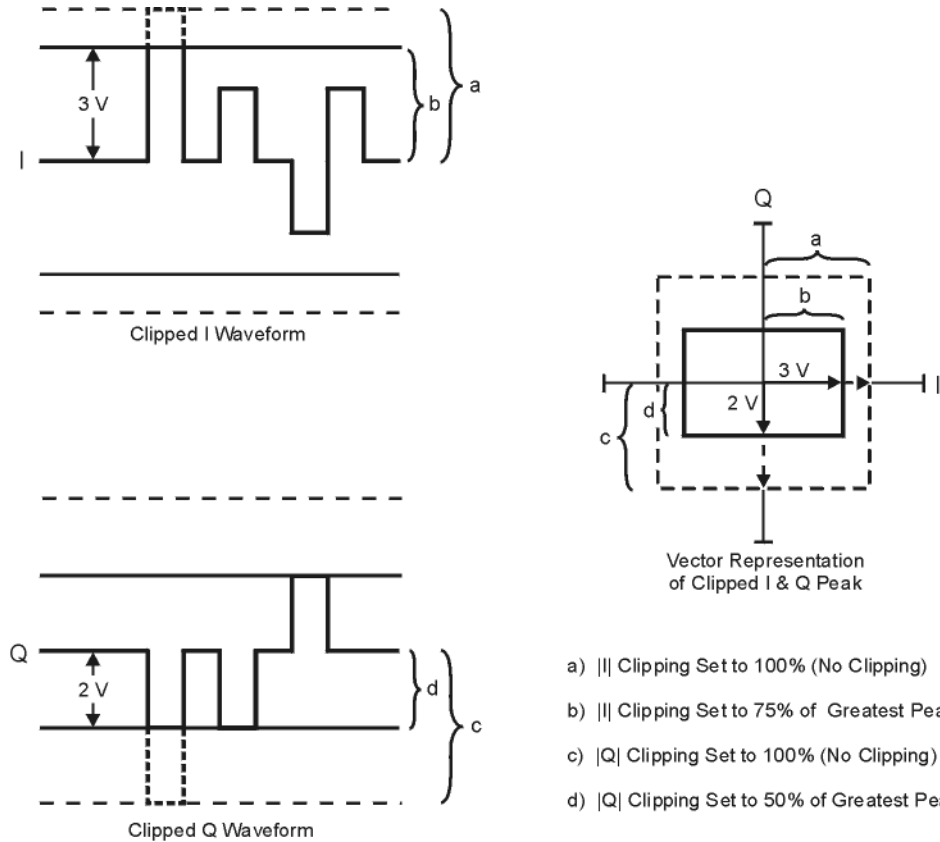 3 V
b
a
I
Clipped I Waveform
Q
a
b
3 V
I
2 V
d
c
Vector Representation
of Clipped I & Q Peak
Q
2 V
d
c
Clipped Q Waveform
a) |I| Clipping Set to 100% (No Clipping)
b) |I| Clipping Set to 75% of Greatest
c) |Q| Clipping Set to 100% (No Clipping)
d) |Q| Clipping Set to 50% of Greatest